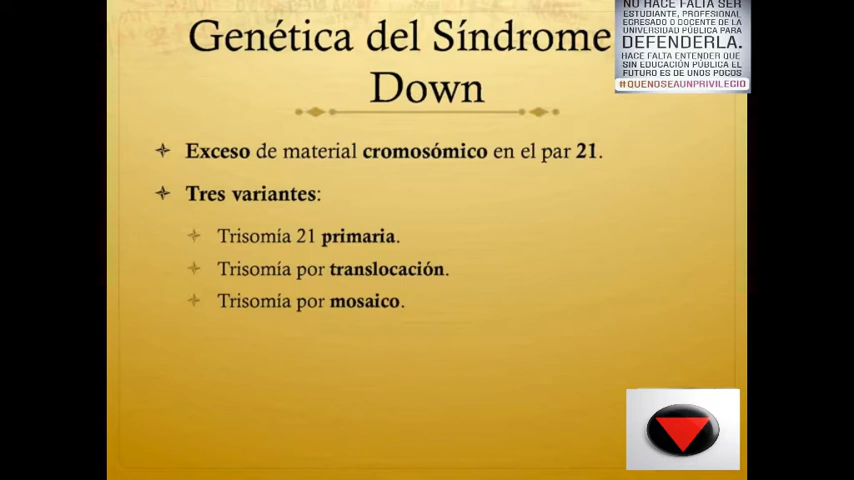 Genética del Síndrome
Down
Exceso de material cromosómico en el par 21.
Tres variantes:
Trisomía 21 primaria.
Trisomía por translocación.
Trisomía por mosaico.
NO HACE FALTA SER
ESTUDIANTE, PROFESIONAL,
EGRESADO O DOCENTE DE LA
UNIVERSIDAD PÚBLICA PARA
DEFENDERLA.
HACE FALTA ENTENDER QUE
SIN EDUCACIÓN PÚBLICA EL
FUTURO ES DE UNOS POCOS
#QUENOSEAUNPRIVILEGIO